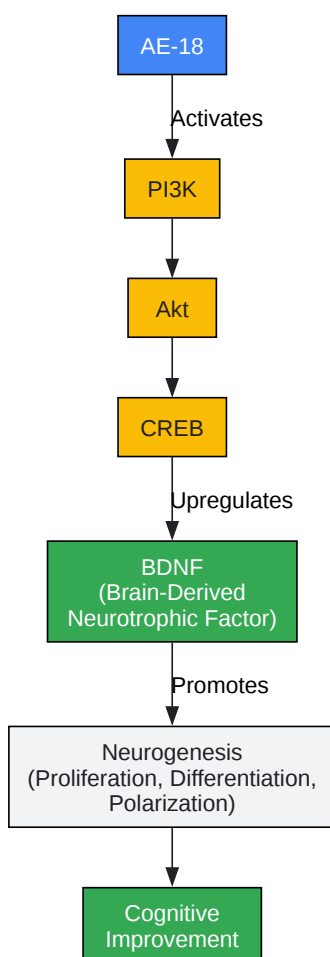 AE-18
Activates
PI3K
Akt
CREB
Upregulates
BDNF
(Brain-Derived
Neurotrophic Factor)
Promotes
Neurogenesis
(Proliferation, Differentiation,
Polarization)
Cognitive
Improvement